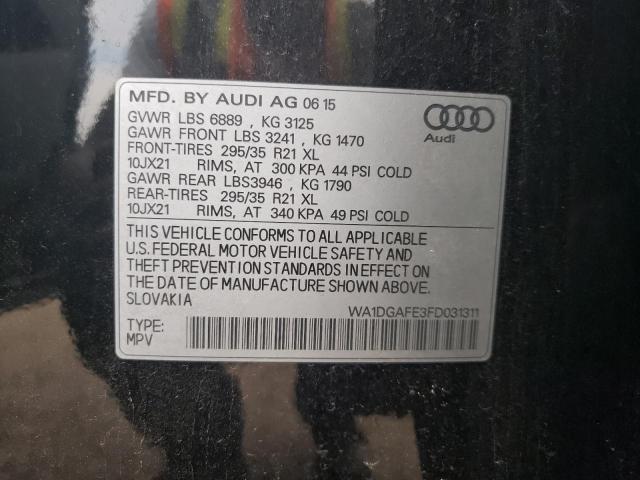 MFD. BY AUDI AG 06 15
GVWR LBS 6889 , KG 3125
GAWR FRONT LBS 3241 , KG 1470
FRONT-TIRES 295/35 R21 XL
10JX21 RIMS, AT 300 KPA 44 PSI COLD
GAWR REAR LBS3946 , KG 1790
REAR-TIRES 295/35 R21 XL
10JX21 RIMS, AT 340 KPA 49 PSI COLD
Audi
THIS VEHICLE CONFORMS TO ALL APPLICABLE
U.S. FEDERAL MOTOR VEHICLE SAFETY AND
THEFT PREVENTION STANDARDS IN EFFECT ON
THE DATE OF MANUFACTURE SHOWN ABOVE.
SLOVAKIA
WA1DGAFE3FD031311
TYPE:
MPV